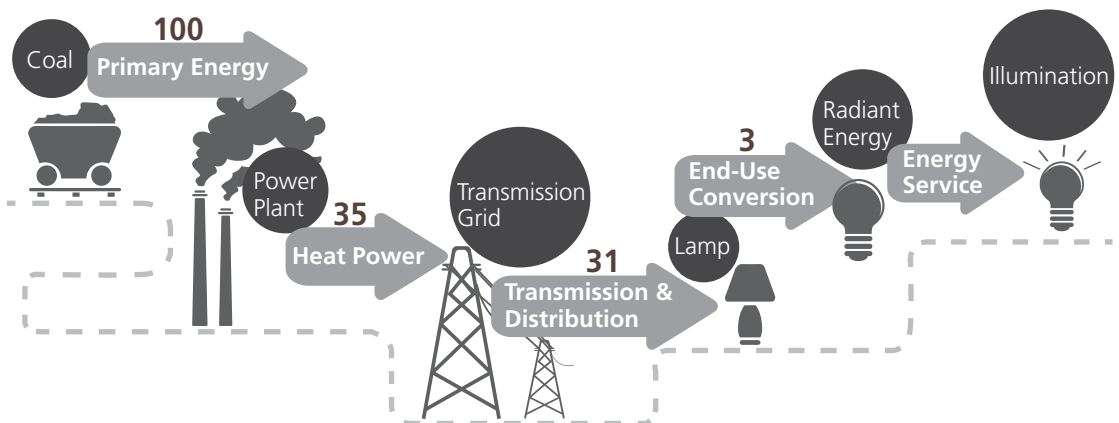 Coal
100
Primary Energy
Power
Plant
35
Heat Power
Transmission
Grid
31
Transmission &
Distribution
Lamp
3
End-Use
Conversion
Radiant
Energy
Energy
Service
Illumination